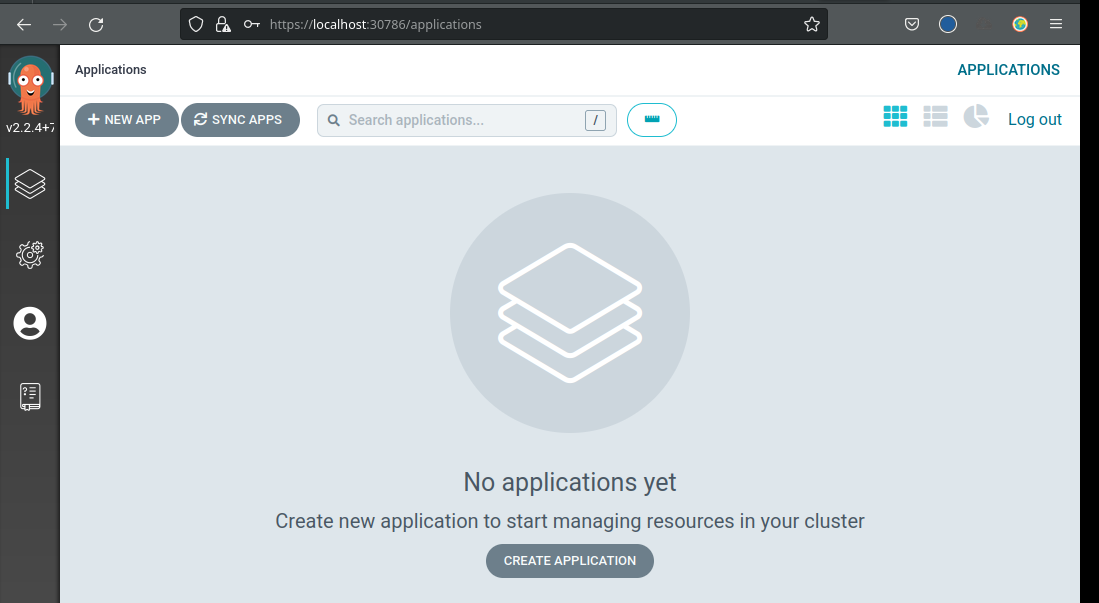 https://localhost:30786/applications
Applications
APPLICATIONS
v2.2.4+7
NEW APP
SYNC APPS
Search applications...
/
Log out
No applications yet
Create new application to start managing resources in your cluster
CREATE APPLICATION